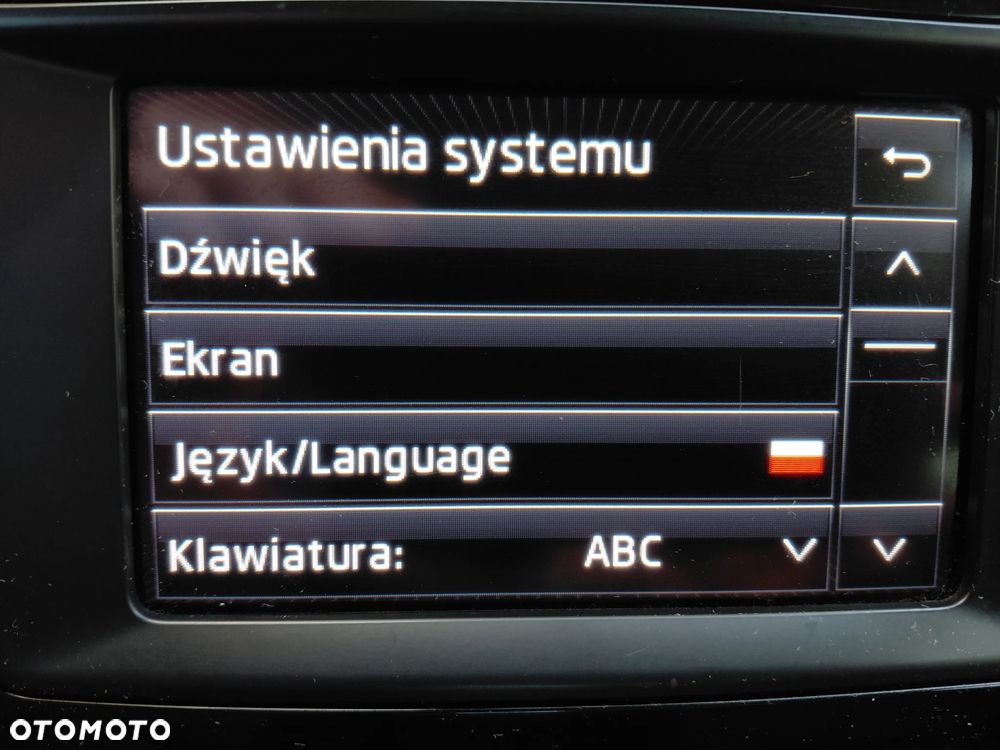 Ustawienia systemu
Dźwięk
Ekran
Język/Language
Klawiatura: ABC
OTOMOTO